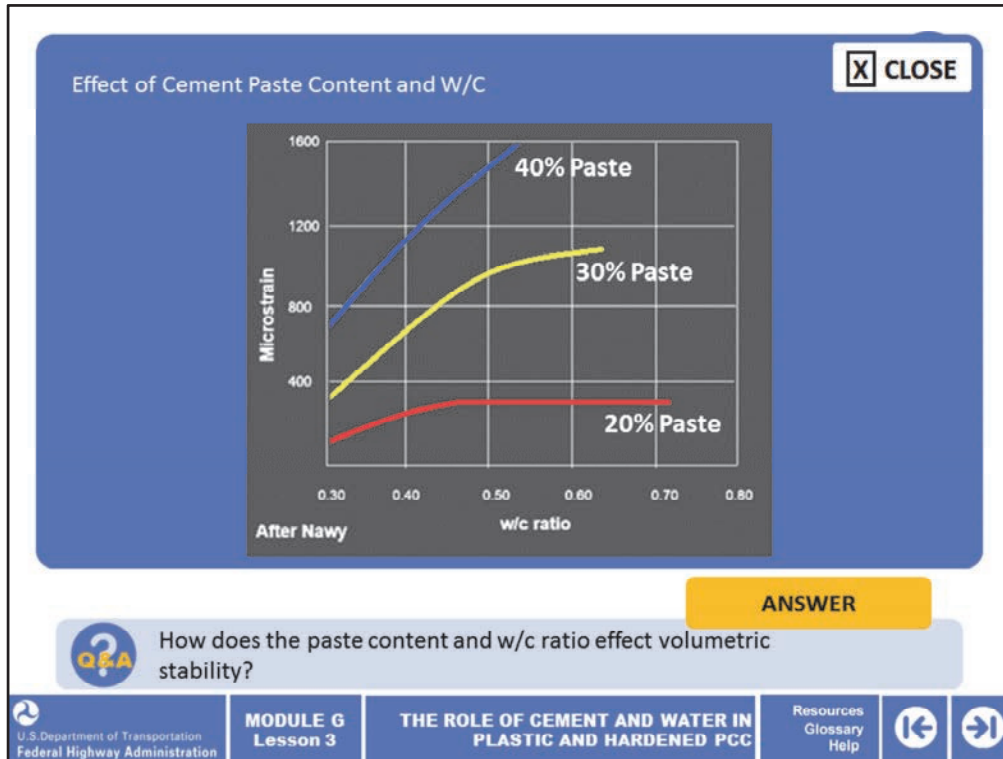 X CLOSE
Effect of Cement Paste Content and W/C
1600
40% Paste
1200
30% Paste
Microstrain
800
400
20% Paste
0.30 0.40 0.50 0.60 0.70 0.80
w/c ratio
After Nawy
ANSWER
Q&A
?
How does the paste content and w/c ratio effect volumetric
stability?
U.S.Department of Transportation
Federal Highway Administration
MODULE G
Lesson 3
THE ROLE OF CEMENT AND WATER IN
PLASTIC AND HARDENED PCC
Resources
Glossary
Help